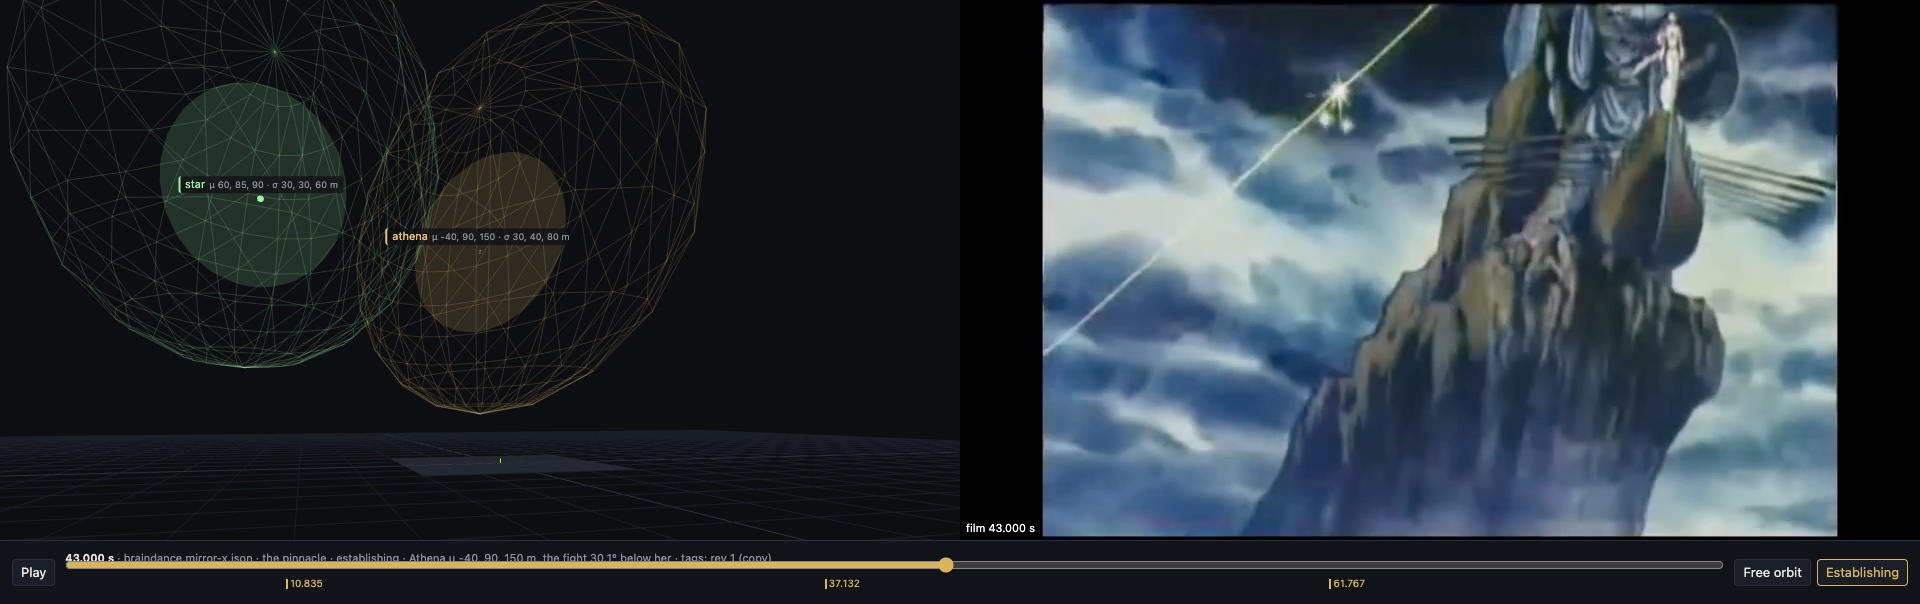 star μ 60, 85, 90 · σ 30, 30, 60 m
athena μ -40, 90, 150 · σ 30, 40, 80 m
film 43.000 s
43.000 s · braindance mirror-x json · the pinnacle · establishing · Athena μ -40, 90, 150 m, the fight 30.1° below her · tags: rev 1 (copy)
Play
Free orbit
Establishing
10.835
37.132
61.767